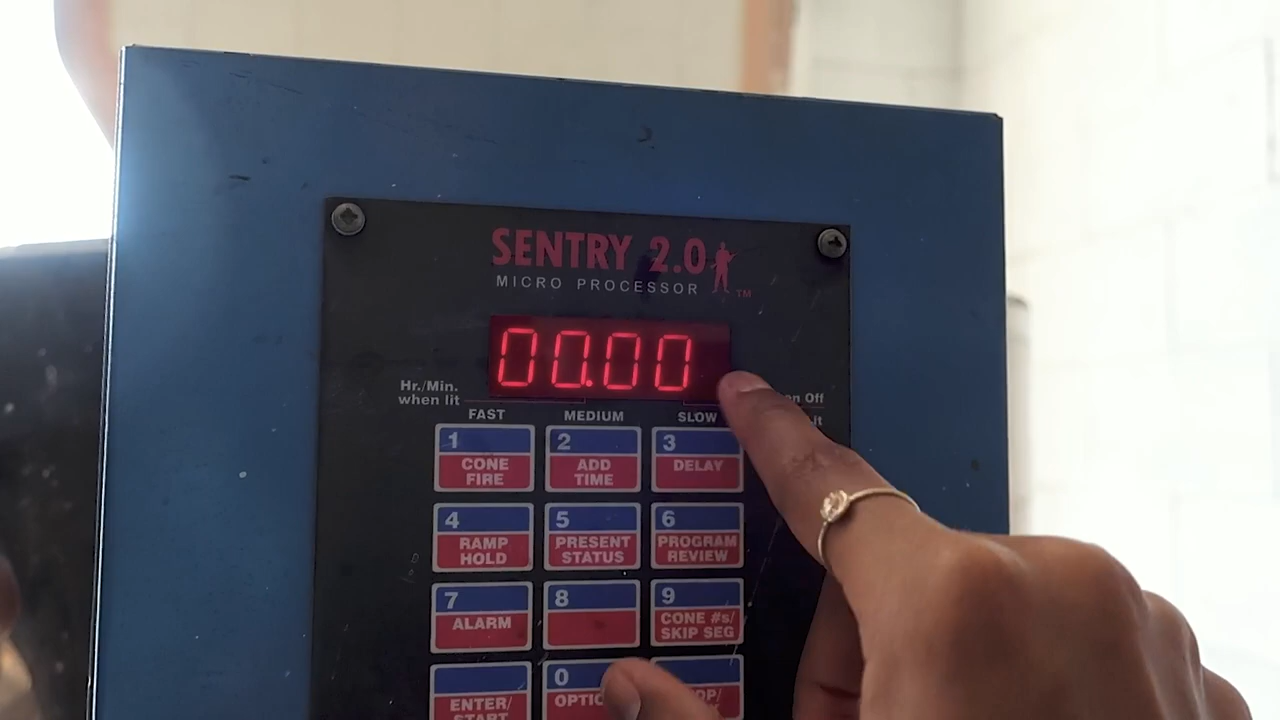 SENTRY 2.0
MICRO PROCESSOR TM
00.00
Hr./Min.
when lit
Off
FAST MEDIUM SLOW
1 2 3
CONE FIRE
ADD TIME
DELAY
4 5 6
RAMP HOLD
PRESENT STATUS
PROGRAM REVIEW
7 8 9
ALARM
CONE #s/
SKIP SEG
0
ENTER/
START